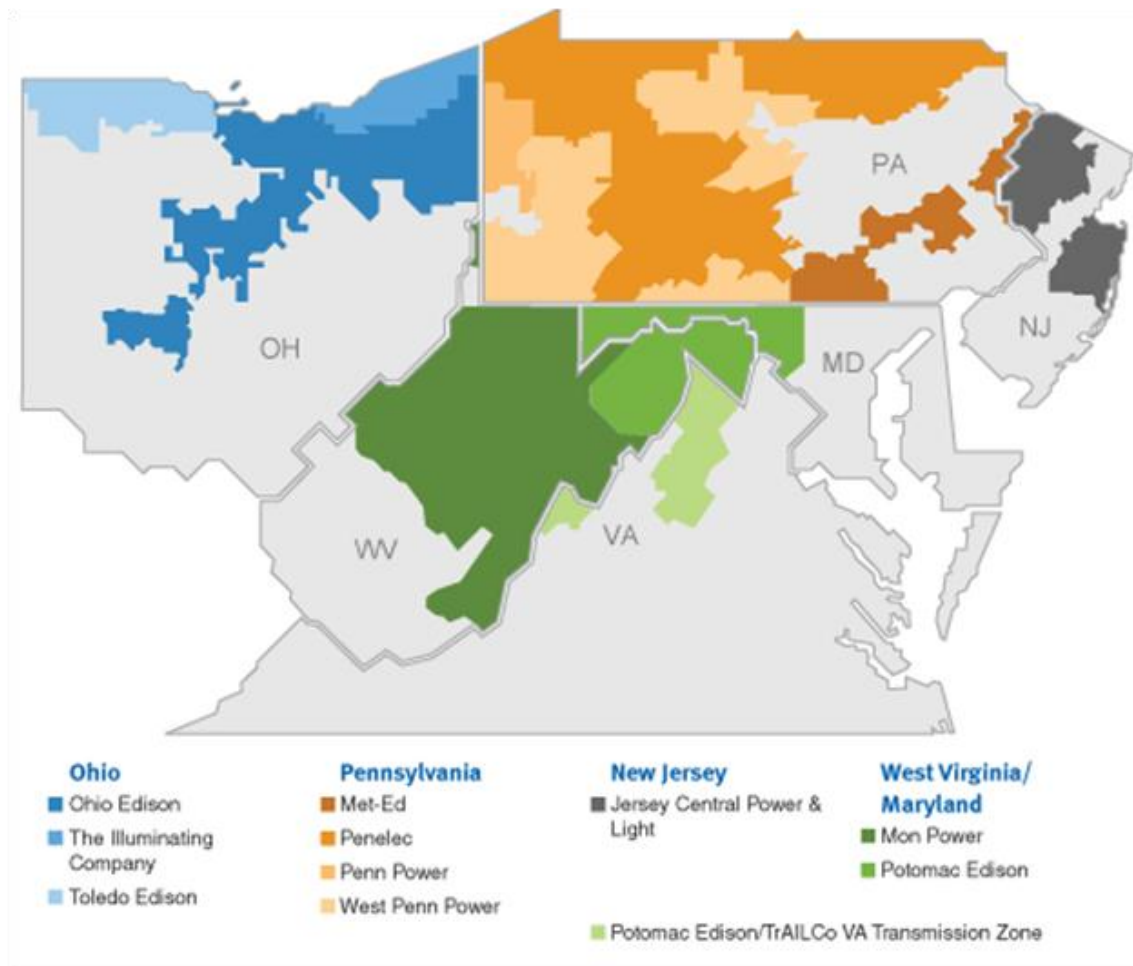 PA
NJ
OH
MD
WV
VA
Ohio
Ohio Edison
The Illuminating
Company
Toledo Edison
Pennsylvania
Met-Ed
Penelec
Penn Power
West Penn Power
New Jersey
Jersey Central Power &
Light
West Virginia/
Maryland
Mon Power
Potomac Edison
Potomac Edison/TrAILCo VA Transmission Zone